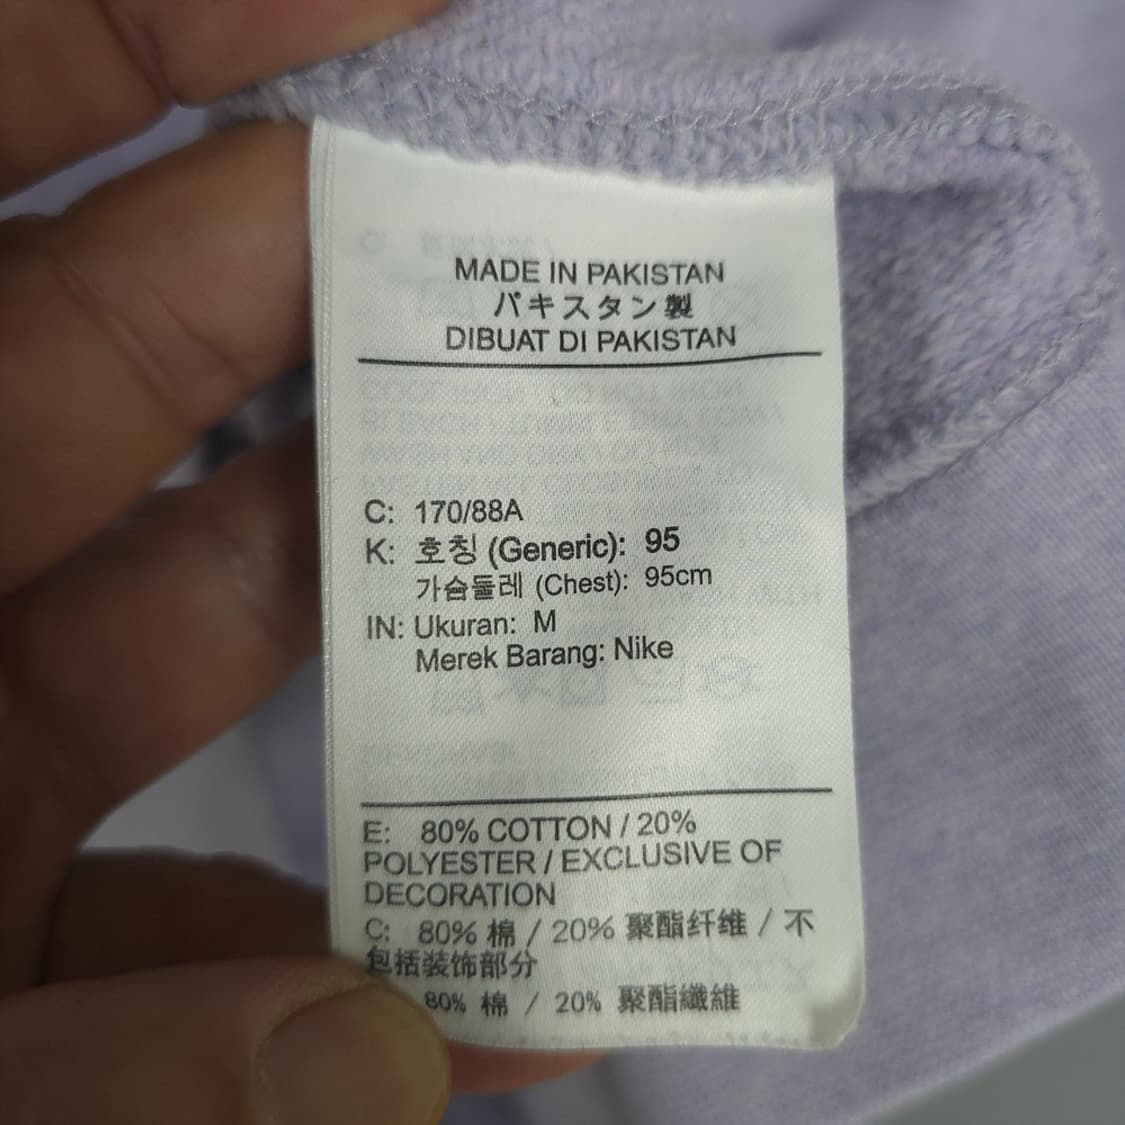 MADE IN PAKISTAN
パキスタン製
DIBUAT DI PAKISTAN
C: 170/88A
K: 호칭 (Generic): 95
가슴둘레 (Chest): 95cm
IN: Ukuran: M
Merek Barang: Nike
E: 80% COTTON / 20%
POLYESTER / EXCLUSIVE OF
DECORATION
C: 80% 棉 / 20% 聚酯纤维 / 不
包括装饰部分
80% 棉 / 20% 聚酯纖維